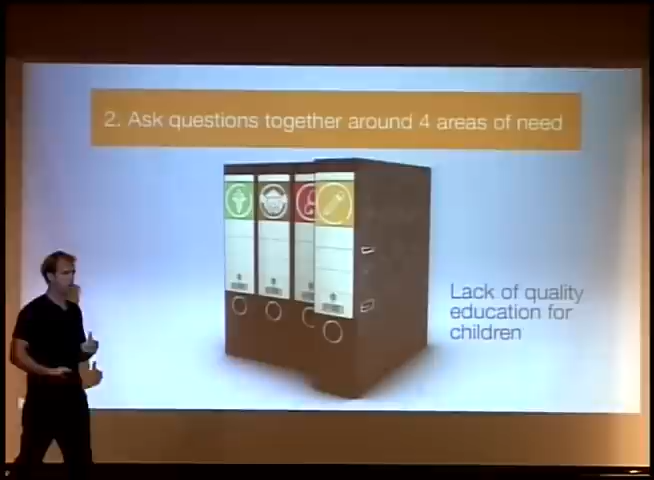 2. Ask questions together around 4 areas of need
Lack of quality
education for
children